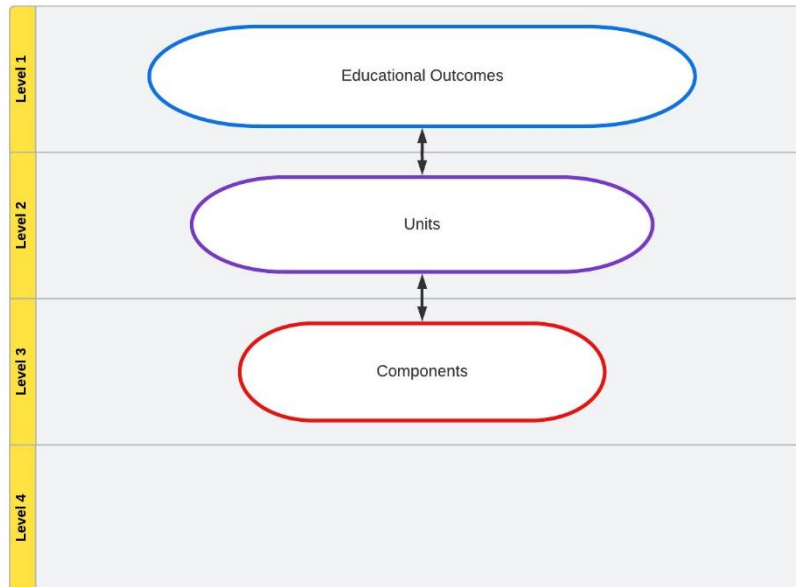 Level 1
Educational Outcomes
Level 2
Units
Level 3
Components
Level 4